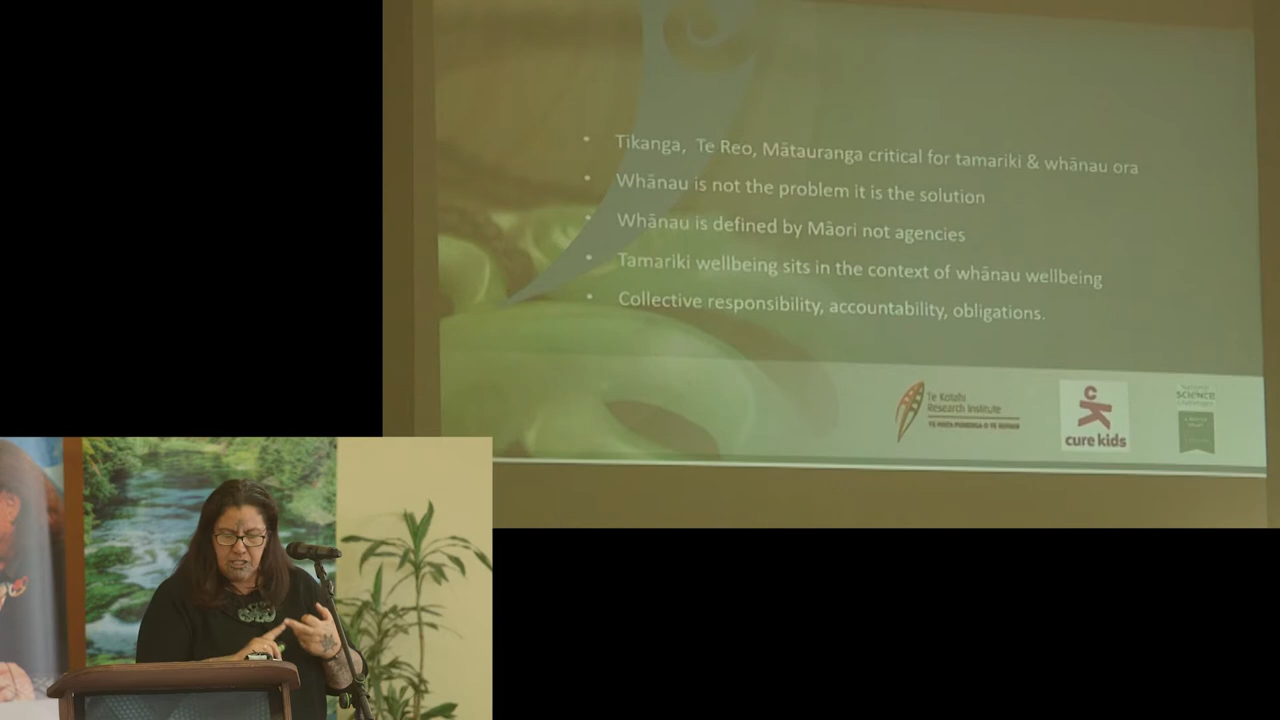 • Tikanga, Te Reo, Mātauranga critical for tamariki & whānau ora
• Whānau is not the problem it is the solution
• Whānau is defined by Māori not agencies
• Tamariki wellbeing sits in the context of whānau wellbeing
• Collective responsibility, accountability, obligations.
Te Kotahi
Research Institute
CK
cure kids
SCIENCE